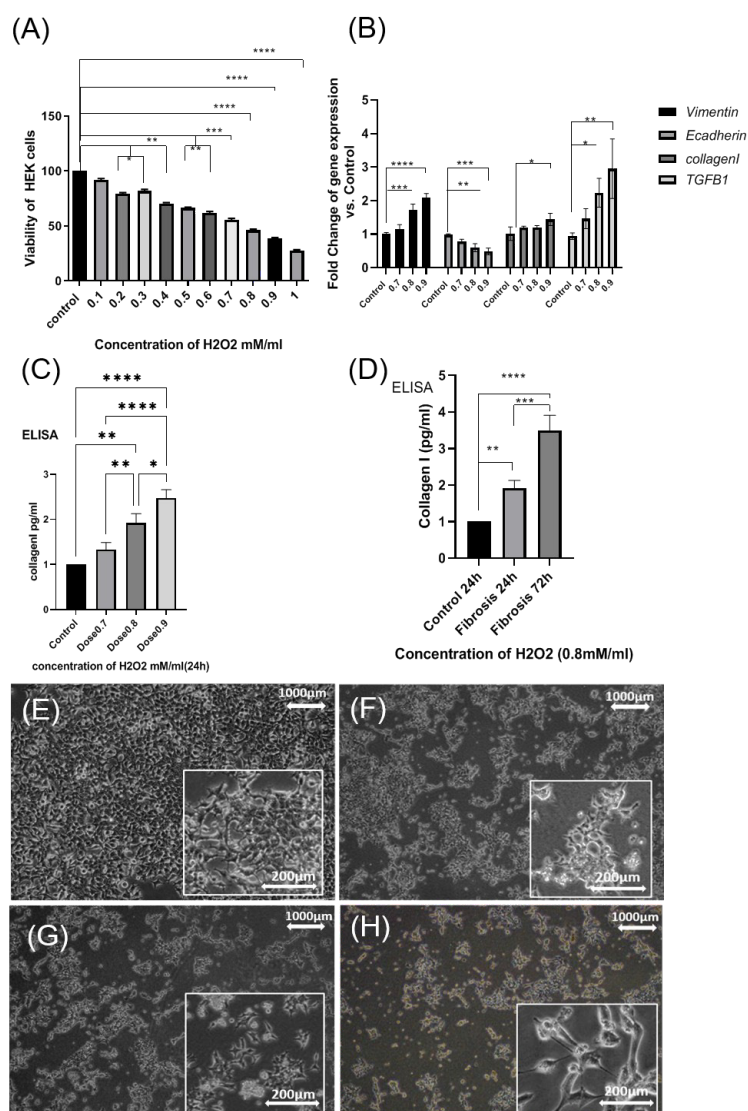 (A)
****
****
****
***
**
**
*
Viability of HEK cells
150
100
50
0
control
0.1
0.2
0.3
0.4
0.5
0.6
0.7
0.8
0.9
1
Concentration of H2O2 mM/ml
(B)
Fold Change of gene expression
vs. Control
5
4
3
2
1
0
****
***
***
**
*
**
*
Control
0.7
0.8
0.9
Control
0.7
0.8
0.9
Control
0.7
0.8
0.9
Control
0.7
0.8
0.9
Vimentin
Ecadherin
collagenI
TGFB1
(C)
ELISA
****
****
**
**
*
collagenI pg/ml
3
2
1
0
Control
Dose0.7
Dose0.8
Dose0.9
concentration of H2O2 mM/ml(24h)
(D)
ELISA
****
***
**
Collagen I (pg/ml)
5
4
3
2
1
0
Control 24h
Fibrosis 24h
Fibrosis 72h
Concentration of H2O2 (0.8mM/ml)
(E)
1000µm
200µm
(F)
1000µm
200µm
(G)
1000µm
200µm
(H)
1000µm
200µm